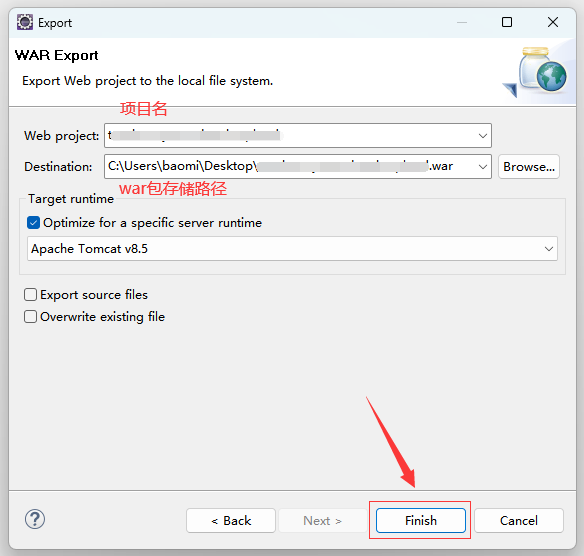 Export
WAR Export
Export Web project to the local file system.
项目名
Web project:
Destination: C:\Users\baomi\Desktop\ .war Browse...
war包存储路径
Target runtime
Optimize for a specific server runtime
Apache Tomcat v8.5
Export source files
Overwrite existing file
? < Back Next > Finish Cancel